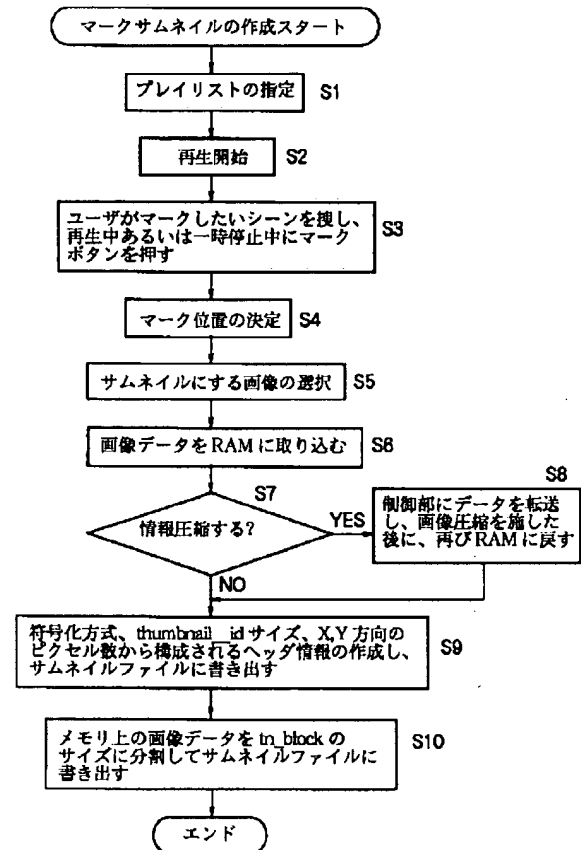 マークサムネイルの作成スタート
プレイリストの指定 S1
再生開始 S2
ユーザがマークしたいシーンを捜し、
再生中あるいは一時停止中にマーク
ボタンを押す
S3
マーク位置の決定 S4
サムネイルにする画像の選択 S5
画像データをRAMに取り込む S6
S7
情報圧縮する?
YES
NO
S8
制御部にデータを転送
し、画像圧縮を施した
後に、再びRAMに戻す
符号化方式、thumbnail_idサイズ、X,Y方向の
ピクセル数から構成されるヘッダ情報の作成し、
サムネイルファイルに書き出す
S9
メモリ上の画像データをtn_blockの
サイズに分割してサムネイルファイルに
書き出す
S10
エンド